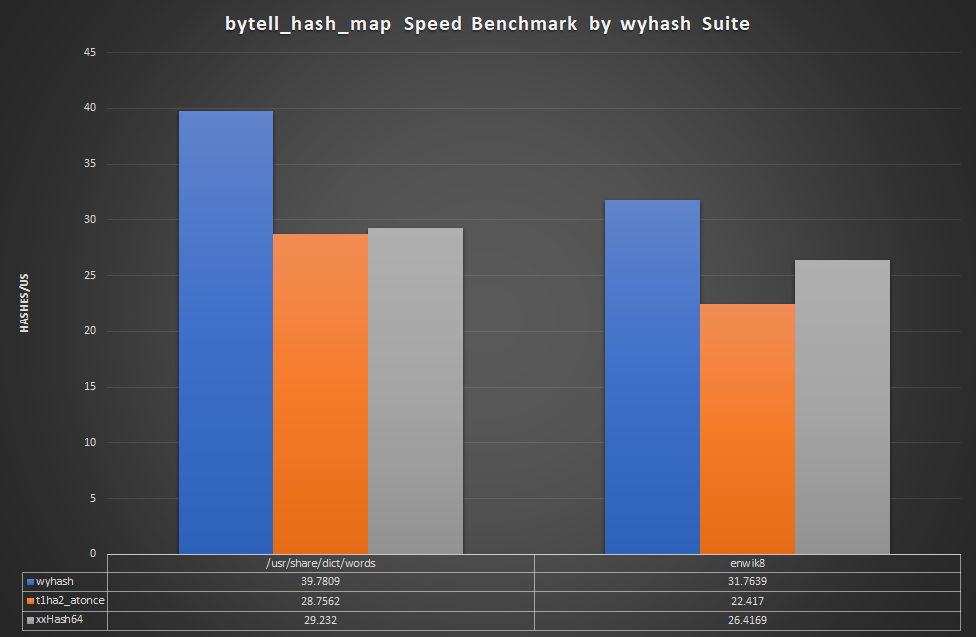 bytell_hash_map Speed Benchmark by wyhash Suite
45
40
35
30
25
20
15
10
5
0
HASHES/US
/usr/share/dict/words enwik8
wyhash 39.7809 31.7639
t1ha2_atonce 28.7562 22.417
xxHash64 29.232 26.4169